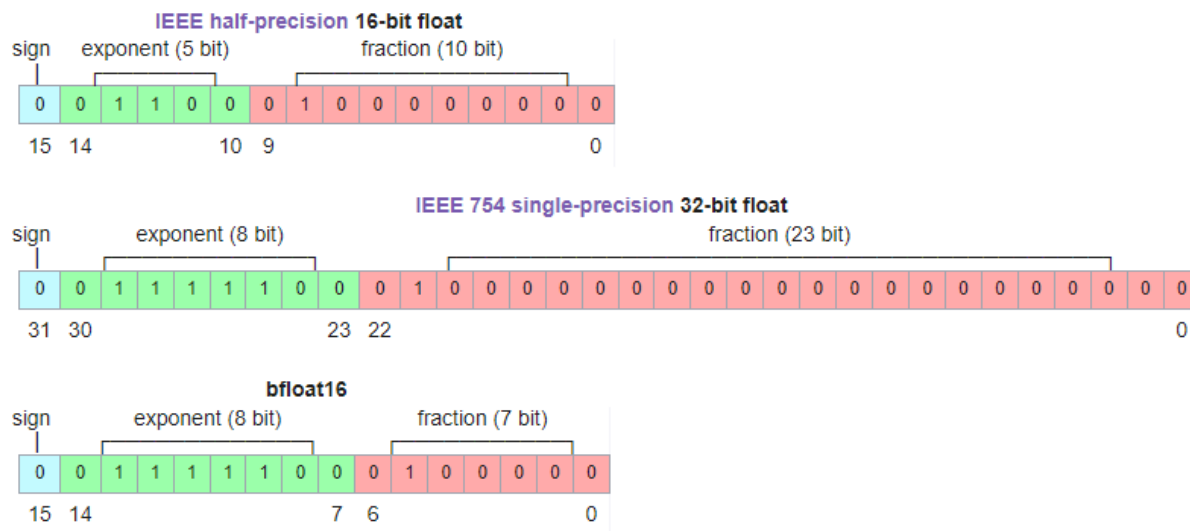 IEEE half-precision 16-bit float
sign exponent (5 bit) fraction (10 bit)
0 0 1 1 0 0 0 1 0 0 0 0 0 0 0 0
15 14 10 9 0
IEEE 754 single-precision 32-bit float
sign exponent (8 bit) fraction (23 bit)
0 0 1 1 1 1 1 0 0 0 1 0 0 0 0 0 0 0 0 0 0 0 0 0 0 0 0 0 0 0 0 0
31 30 23 22 0
bfloat16
sign exponent (8 bit) fraction (7 bit)
0 0 1 1 1 1 1 0 0 0 1 0 0 0 0 0
15 14 7 6 0